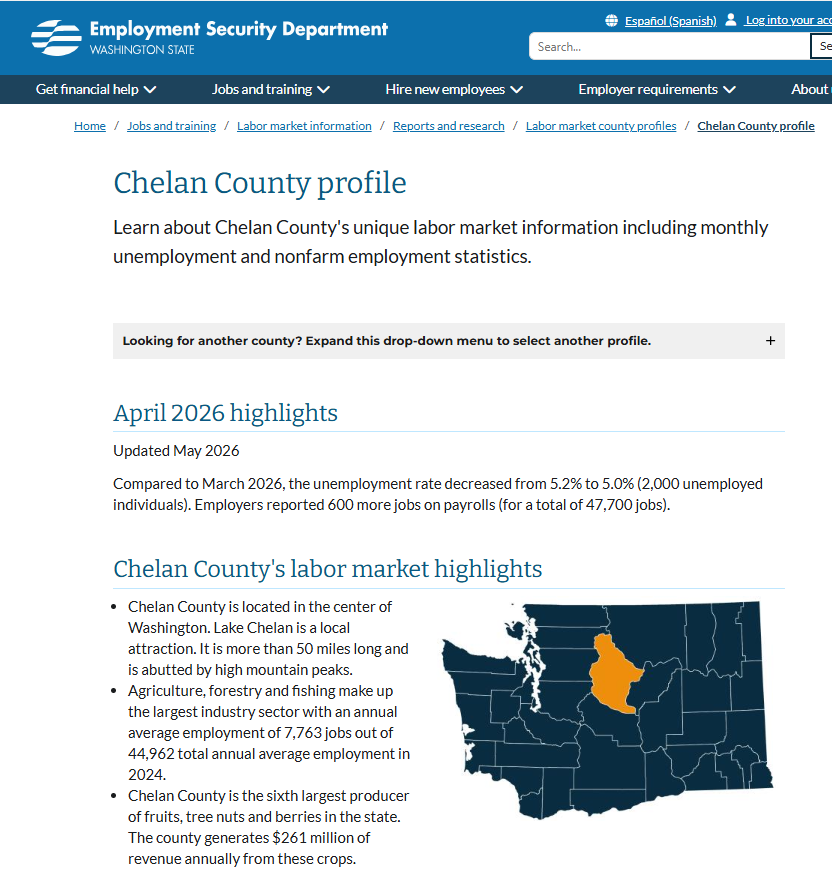 Employment Security Department
WASHINGTON STATE
Español (Spanish)
Log into your acc
Search...
Se
Get financial help
Jobs and training
Hire new employees
Employer requirements
About
Home / Jobs and training / Labor market information / Reports and research / Labor market county profiles / Chelan County profile
Chelan County profile
Learn about Chelan County's unique labor market information including monthly
unemployment and nonfarm employment statistics.
Looking for another county? Expand this drop-down menu to select another profile. +
April 2026 highlights
Updated May 2026
Compared to March 2026, the unemployment rate decreased from 5.2% to 5.0% (2,000 unemployed
individuals). Employers reported 600 more jobs on payrolls (for a total of 47,700 jobs).
Chelan County's labor market highlights
• Chelan County is located in the center of
Washington. Lake Chelan is a local
attraction. It is more than 50 miles long and
is abutted by high mountain peaks.
• Agriculture, forestry and fishing make up
the largest industry sector with an annual
average employment of 7,763 jobs out of
44,962 total annual average employment in
2024.
• Chelan County is the sixth largest producer
of fruits, tree nuts and berries in the state.
The county generates $261 million of
revenue annually from these crops.